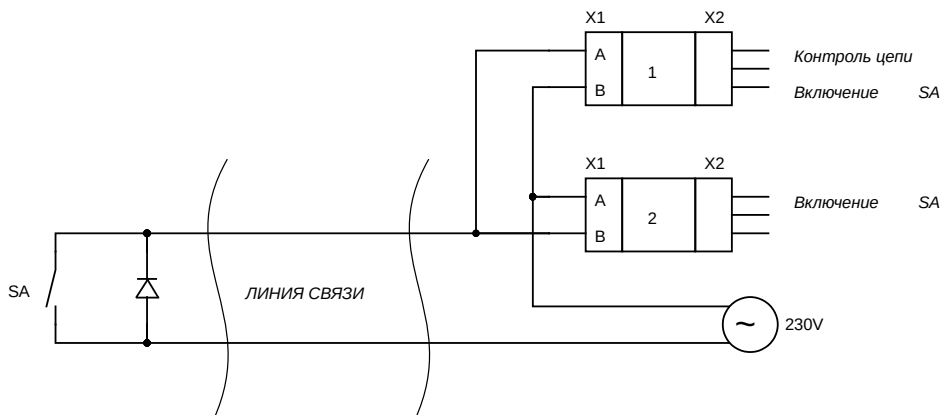 X1 X2
A
1
B
Контроль цепи
Включение SA
X1 X2
A
2
B
Включение SA
SA
ЛИНИЯ СВЯЗИ
~
230V